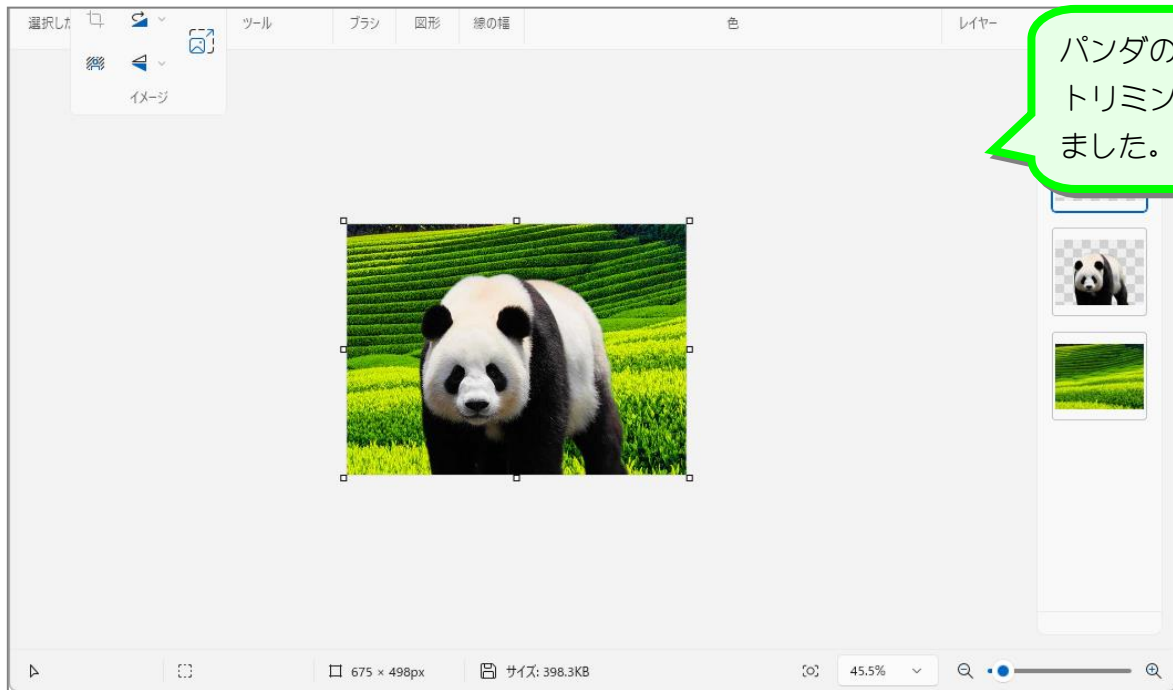 選択した
ツール
ブラシ
図形
線の幅
色
レイヤー
イメージ
パンダの
トリミン
ました。
675 × 498px
サイズ: 398.3KB
45.5%